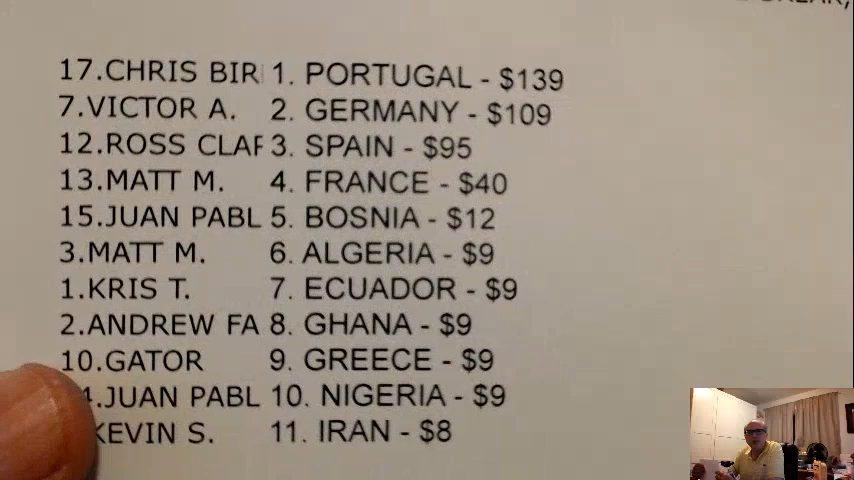 17.CHRIS BIR 1. PORTUGAL - $139
7.VICTOR A. 2. GERMANY - $109
12.ROSS CLAF 3. SPAIN - $95
13.MATT M. 4. FRANCE - $40
15.JUAN PABL 5. BOSNIA - $12
3.MATT M. 6. ALGERIA - $9
1.KRIS T. 7. ECUADOR - $9
2.ANDREW FA 8. GHANA - $9
10.GATOR 9. GREECE - $9
4.JUAN PABL 10. NIGERIA - $9
KEVIN S. 11. IRAN - $8